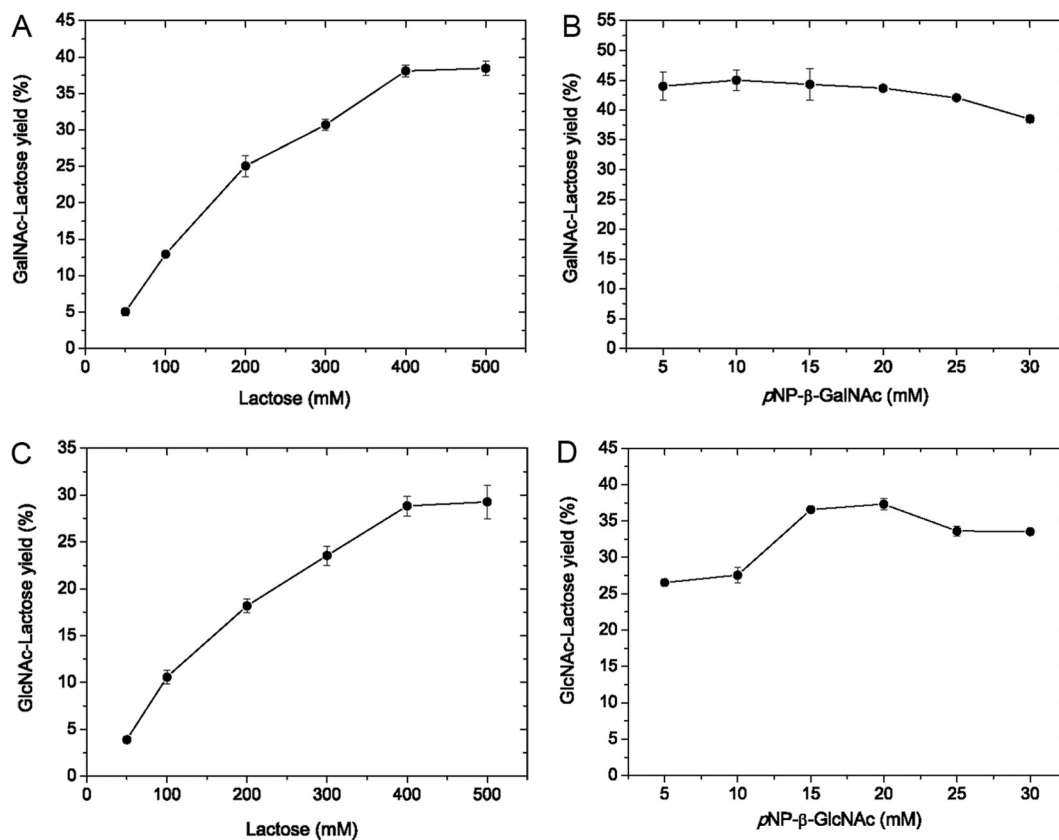 A
GalNAc-Lactose yield (%)
45
40
35
30
25
20
15
10
5
0
0 100 200 300 400 500
Lactose (mM)
B
GalNAc-Lactose yield (%)
55
50
45
40
35
30
25
20
15
10
5
0
5 10 15 20 25 30
pNP-β-GalNAc (mM)
C
GlcNAc-Lactose yield (%)
35
30
25
20
15
10
5
0
0 100 200 300 400 500
Lactose (mM)
D
GlcNAc-Lactose yield (%)
45
40
35
30
25
20
15
10
5
0
5 10 15 20 25 30
pNP-β-GlcNAc (mM)